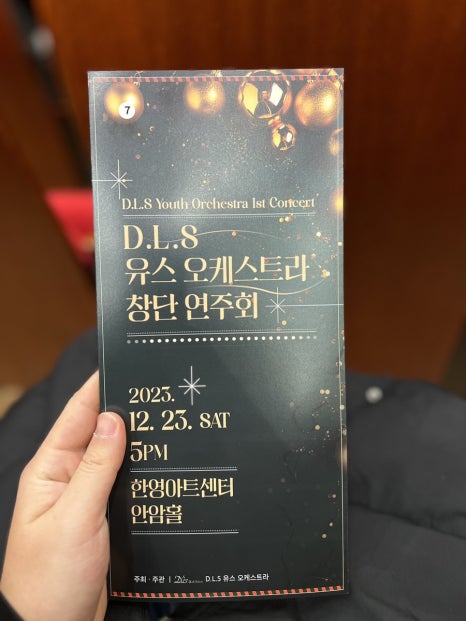 7
D.L.S Youth Orchestra 1st Concert
D.L.S
유스 오케스트라
창단 연주회
2023.
12. 23. SAT
5PM
한영아트센터
안암홀
주회 · 주관 | D.L.S 유스 오케스트라